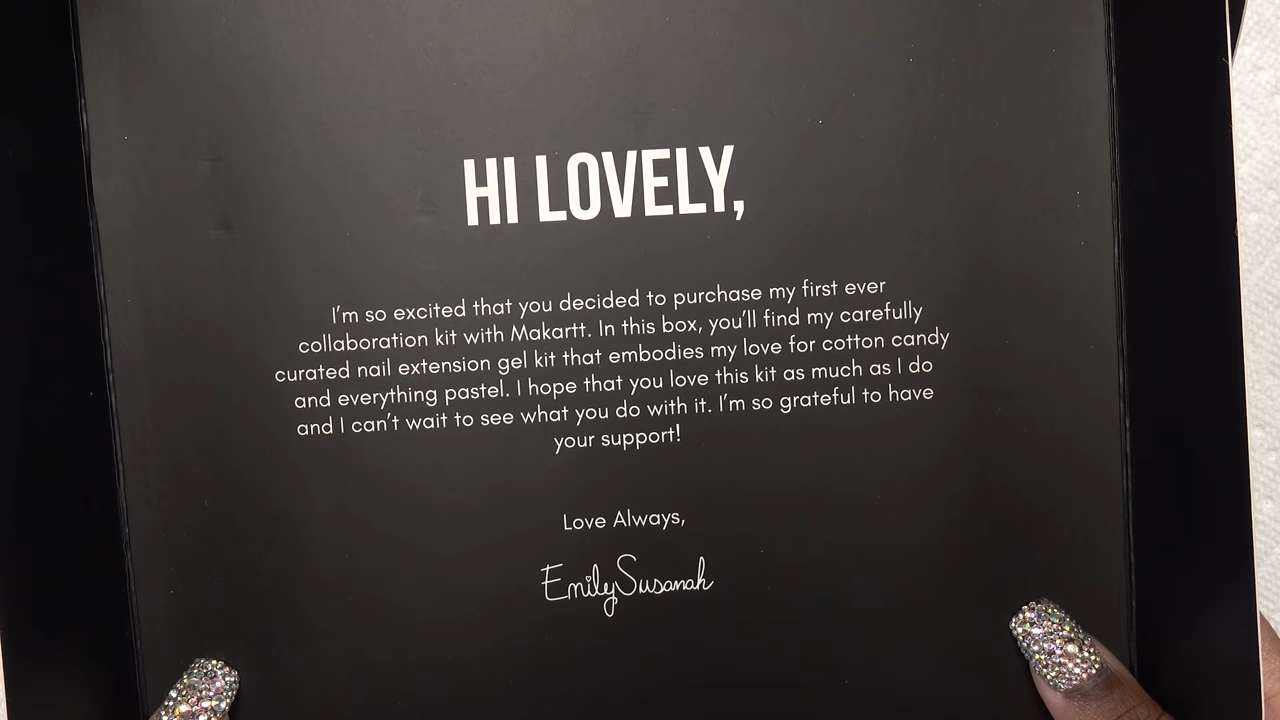 HI LOVELY,
I'm so excited that you decided to purchase my first ever
collaboration kit with Makartt. In this box, you'll find my carefully
curated nail extension gel kit that embodies my love for cotton candy
and everything pastel. I hope that you love this kit as much as I do
and I can't wait to see what you do with it. I'm so grateful to have
your support!
Love Always,
EmilySusanah